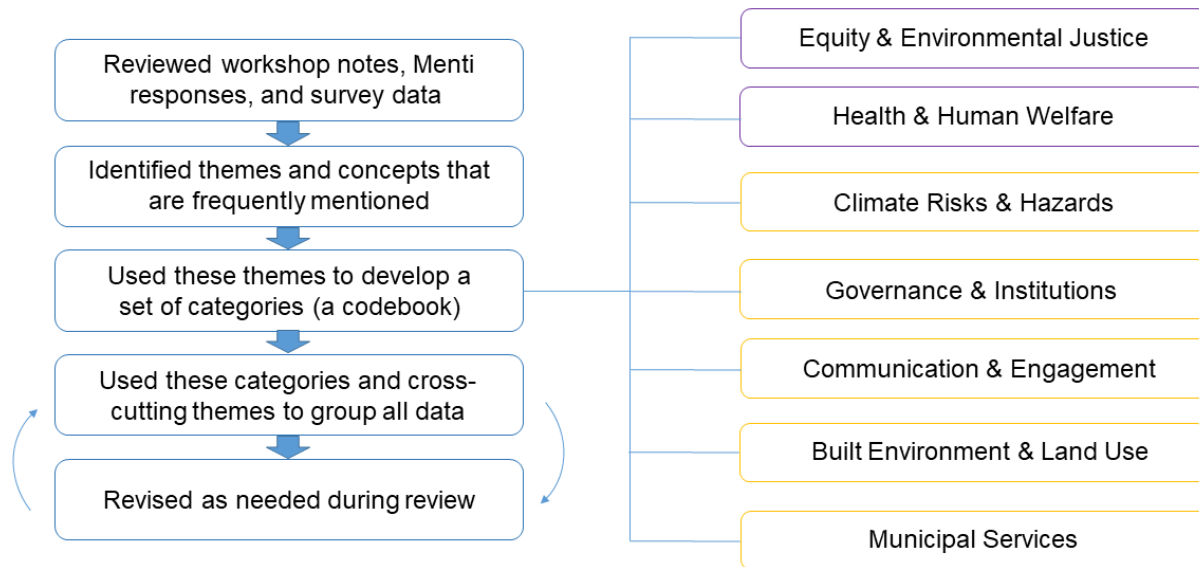 Reviewed workshop notes, Menti
responses, and survey data
Identified themes and concepts that
are frequently mentioned
Used these themes to develop a
set of categories (a codebook)
Used these categories and cross-
cutting themes to group all data
Revised as needed during review
Equity & Environmental Justice
Health & Human Welfare
Climate Risks & Hazards
Governance & Institutions
Communication & Engagement
Built Environment & Land Use
Municipal Services